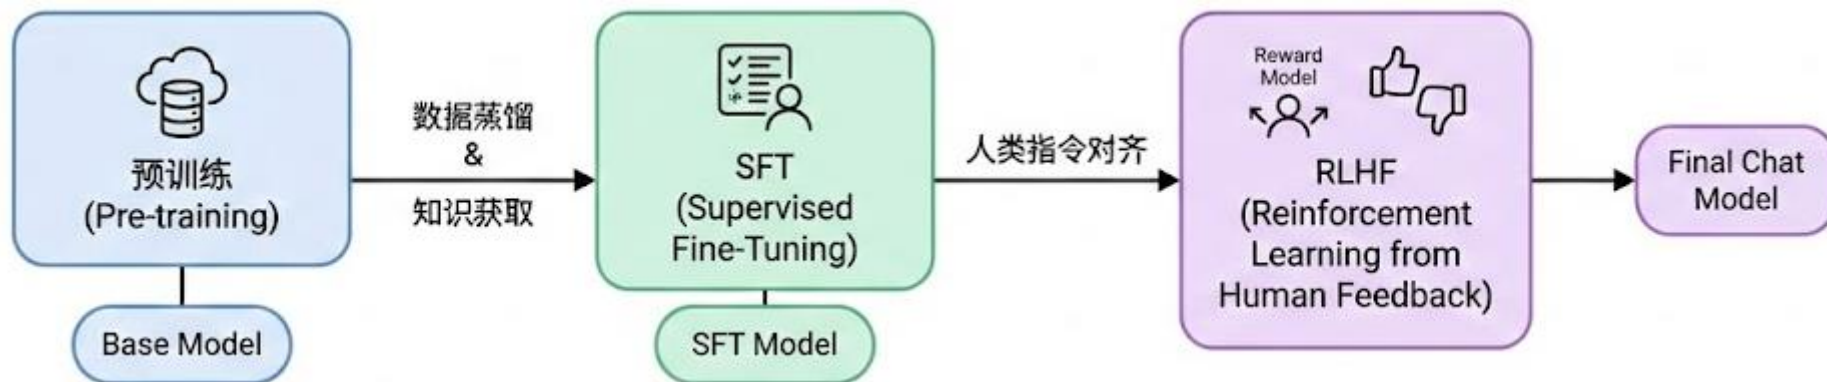 预训练
(Pre-training)
Base Model
数据蒸馏
&
知识获取
SFT
(Supervised
Fine-Tuning)
SFT Model
人类指令对齐
Reward
Model
RLHF
(Reinforcement
Learning from
Human Feedback)
Final Chat
Model